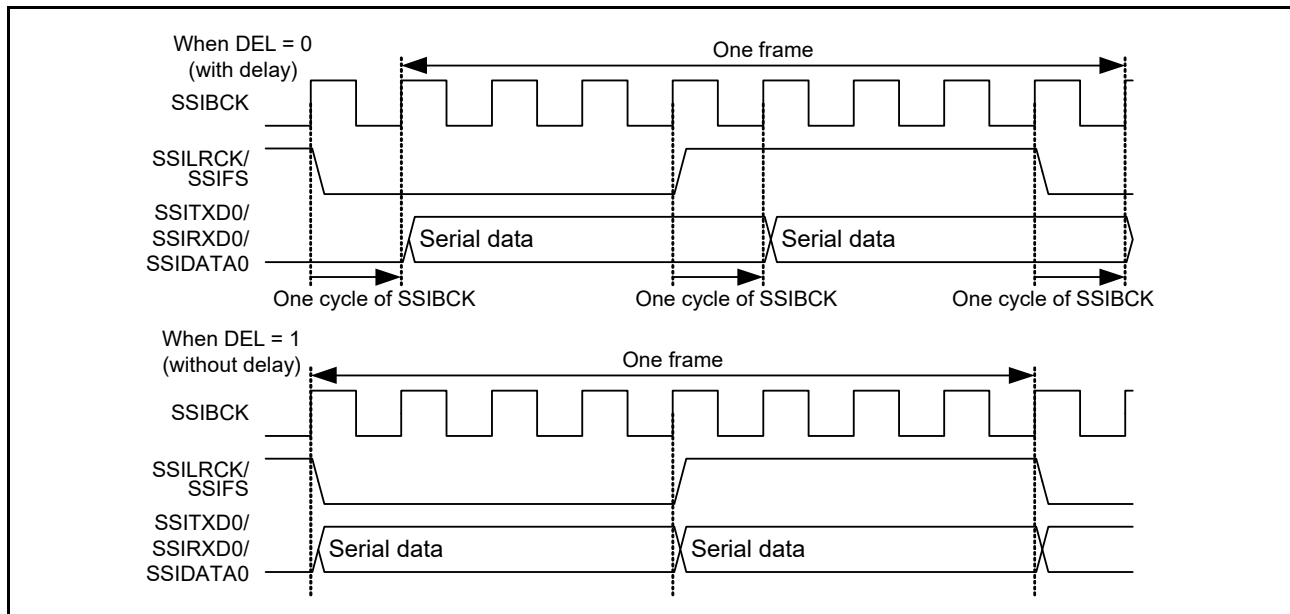 When DEL = 0
(with delay)
One frame
SSIBCK
SSILRCK/
SSIFS
SSITXD0/
SSIRXD0/
SSIDATA0
Serial data
Serial data
One cycle of SSIBCK
One cycle of SSIBCK
One cycle of SSIBCK
When DEL = 1
(without delay)
One frame
SSIBCK
SSILRCK/
SSIFS
SSITXD0/
SSIRXD0/
SSIDATA0
Serial data
Serial data